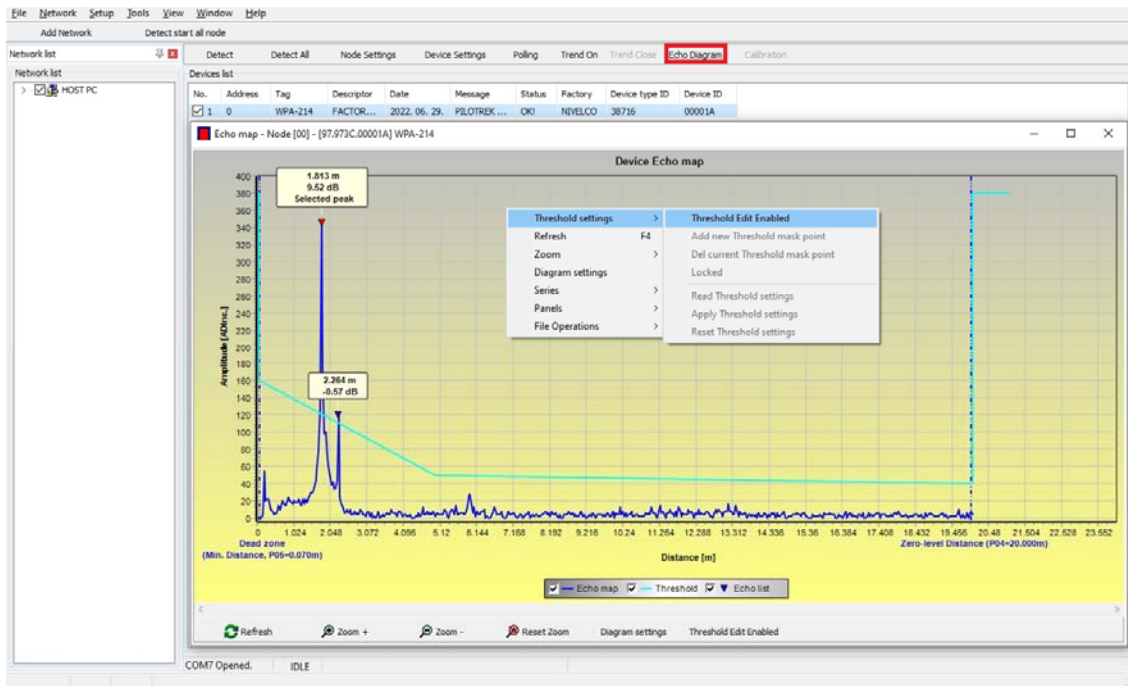 File Network Setup Tools View Window Help
Add Network Detect start all node
Network list
Detect Detect All Node Settings Device Settings Polling Trend On Trend Close Echo Diagram Calibration
Network list
HOST PC
Devices list
No. Address Tag Descriptor Date Message Status Factory Device type ID Device ID
1 0 WPA-214 FACTOR... 2022. 06. 29. PILOTREK ... OK! NIVELCO 38716 00001A
Echo map - Node [00] - [97.973C.00001A] WPA-214
Device Echo map
1.813 m
9.52 dB
Selected peak
2.264 m
-0.57 dB
Threshold settings
Refresh F4
Zoom
Diagram settings
Series
Panels
File Operations
Threshold Edit Enabled
Add new Threshold mask point
Del current Threshold mask point
Locked
Read Threshold settings
Apply Threshold settings
Reset Threshold settings
Amplitude [ADinc.]
400
380
360
340
320
300
280
260
240
220
200
180
160
140
120
100
80
60
40
20
0
0 1.024 2.048 3.072 4.096 5.12 6.144 7.168 8.192 9.216 10.24 11.264 12.288 13.312 14.336 15.36 16.384 17.408 18.432 19.456 20.48 21.504 22.528 23.552
Dead zone
(Min. Distance, P05=0.070m)
Zero-level Distance (P04=20.000m)
Distance [m]
Echo map Threshold Echo list
Refresh Zoom + Zoom - Reset Zoom Diagram settings Threshold Edit Enabled
COM7 Opened. IDLE